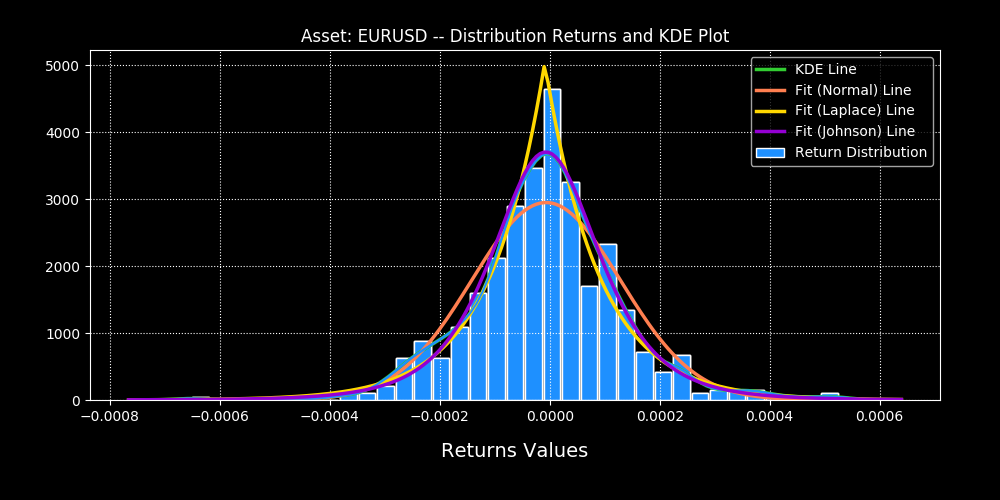 Asset: EURUSD -- Distribution Returns and KDE Plot
5000
4000
3000
2000
1000
0
KDE Line
Fit (Normal) Line
Fit (Laplace) Line
Fit (Johnson) Line
Return Distribution
−0.0008 −0.0006 −0.0004 −0.0002 0.0000 0.0002 0.0004 0.0006
Returns Values